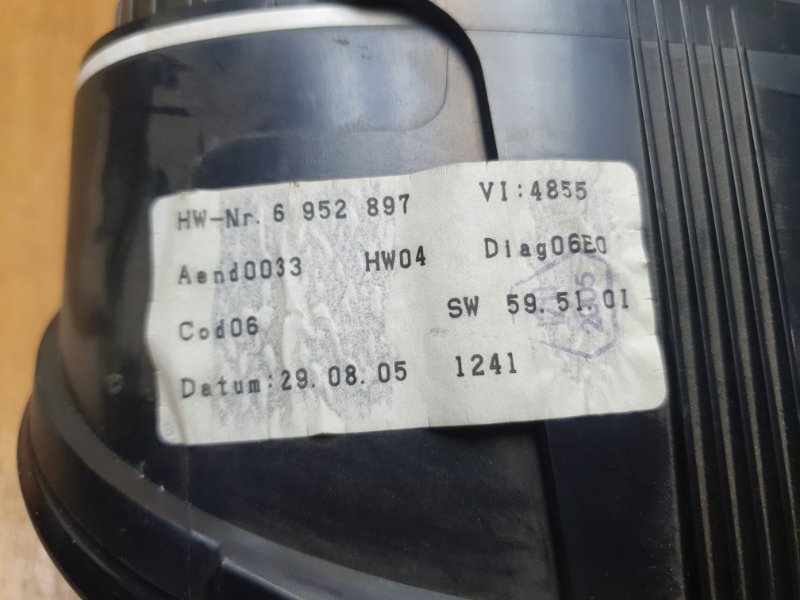 HW-Nr. 6 952 897 VI:4855
Aend0033 HW04 Diag06E0
Cod06 SW 59.51.01
Datum:29.08.05 1241